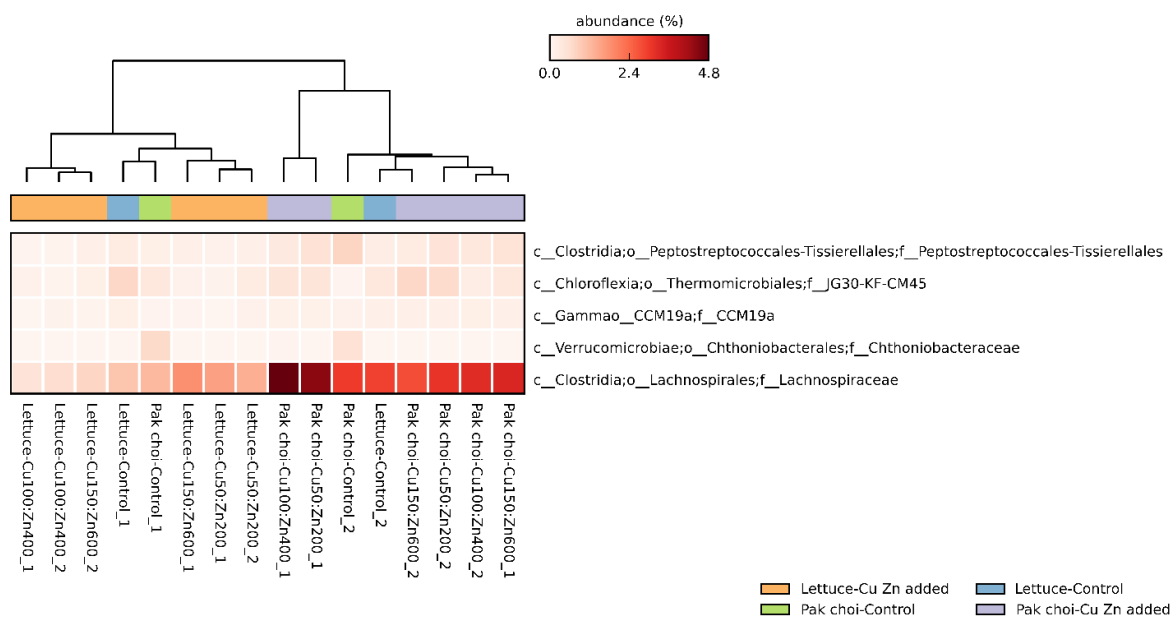 abundance (%)
0.0 2.4 4.8
c__Clostridia;o__Peptostreptococcales-Tissierellales;f__Peptostreptococcales-Tissierellales
c__Chloroflexia;o__Thermomicrobiales;f__JG30-KF-CM45
c__Gammao__CCM19a;f__CCM19a
c__Verrucomicrobiae;o__Chthoniobacterales;f__Chthoniobacteraceae
c__Clostridia;o__Lachnospirales;f__Lachnospiraceae
Lettuce-Cu100:Zn400_1
Lettuce-Cu100:Zn400_2
Lettuce-Cu150:Zn600_2
Lettuce-Control_1
Pak choi-Control_1
Lettuce-Cu150:Zn600_1
Lettuce-Cu50:Zn200_1
Lettuce-Cu50:Zn200_2
Pak choi-Cu100:Zn400_1
Pak choi-Cu50:Zn200_1
Pak choi-Control_2
Lettuce-Control_2
Pak choi-Cu150:Zn600_2
Pak choi-Cu50:Zn200_2
Pak choi-Cu100:Zn400_2
Pak choi-Cu150:Zn600_1
Lettuce-Cu Zn added
Lettuce-Control
Pak choi-Control
Pak choi-Cu Zn added